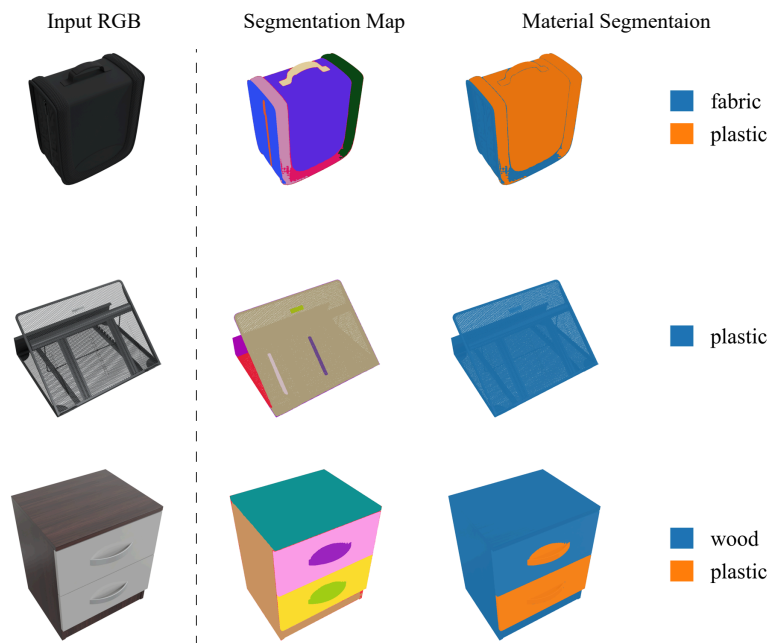 Input RGB
Segmentation Map
Material Segmentaion
fabric
plastic
plastic
wood
plastic